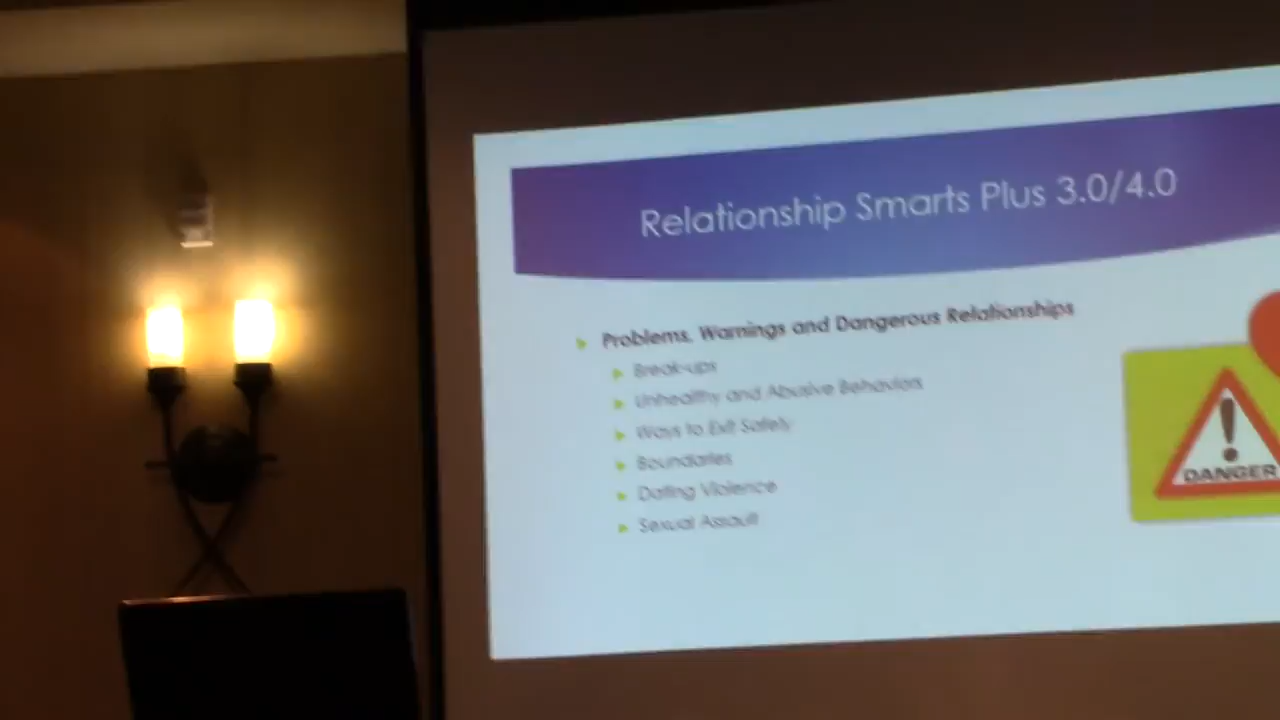 Relationship Smarts Plus 3.0/4.0
Problems, Warnings and Dangerous Relationships
Break-ups
Unhealthy and Abusive Behaviors
Ways to Exit Safely
Boundaries
Dating Violence
Sexual Assault
DANGER